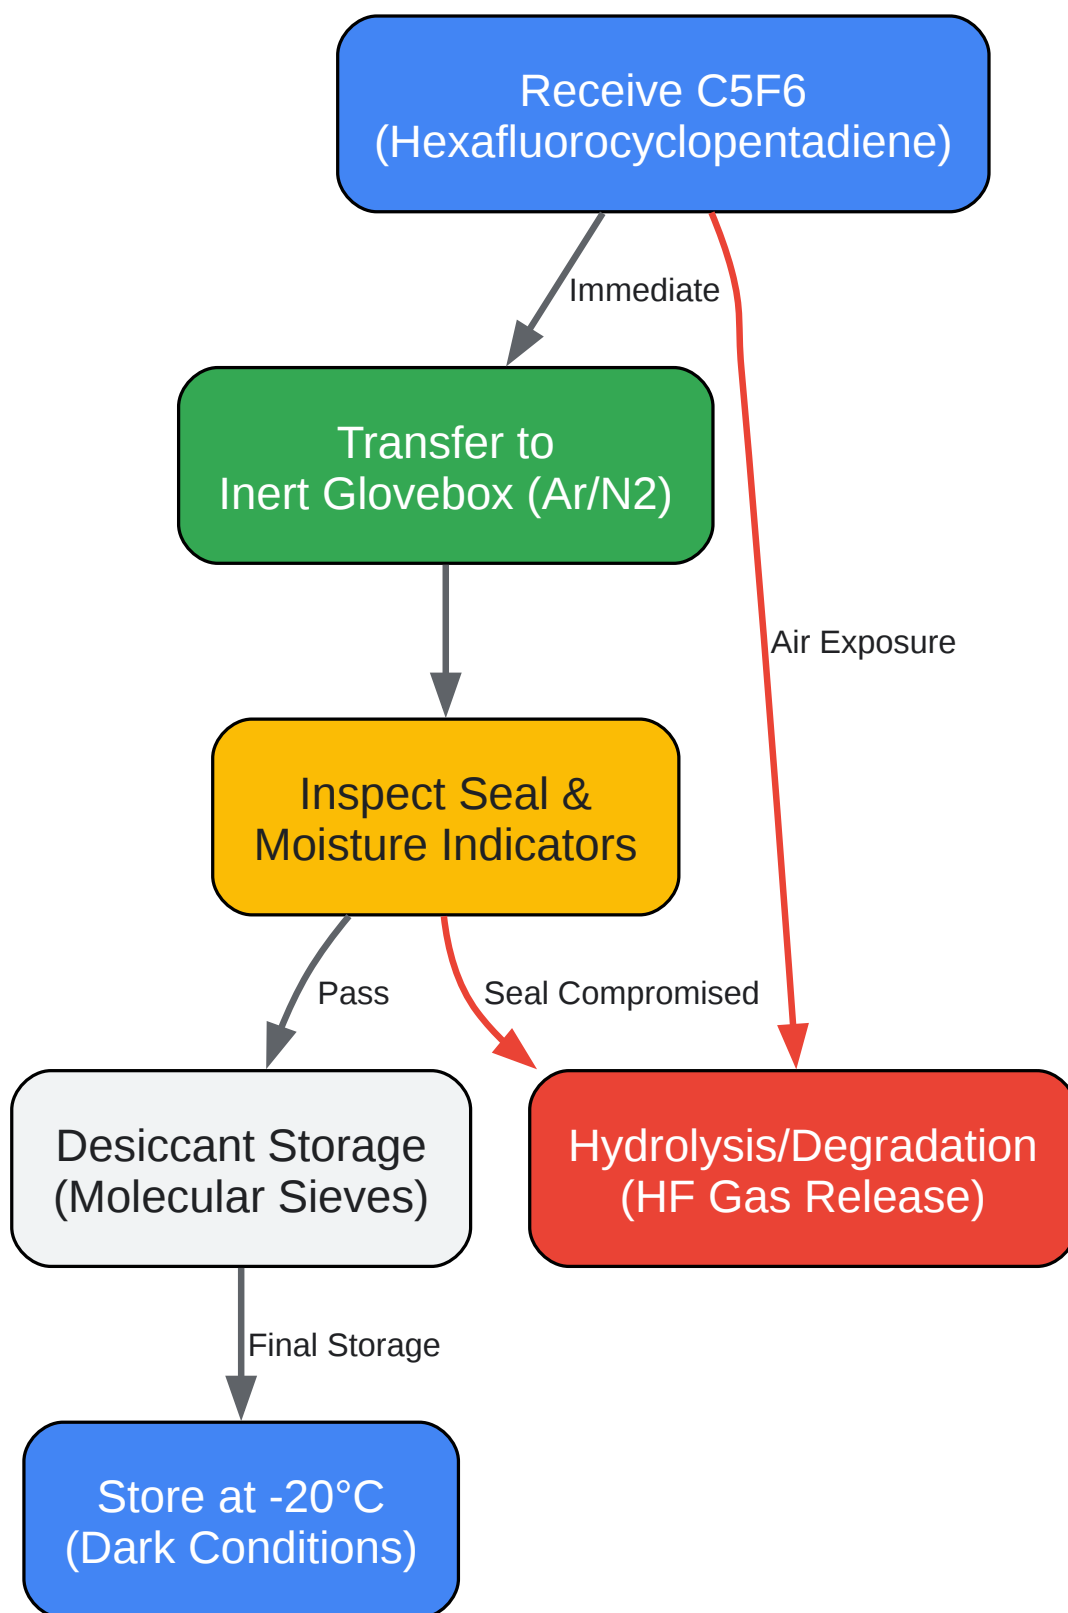 Receive C5F6
(Hexafluorocyclopentadiene)
Immediate
Transfer to
Inert Glovebox (Ar/N2)
Air Exposure
Inspect Seal &
Moisture Indicators
Pass
Seal Compromised
Desiccant Storage
(Molecular Sieves)
Hydrolysis/Degradation
(HF Gas Release)
Final Storage
Store at -20°C
(Dark Conditions)